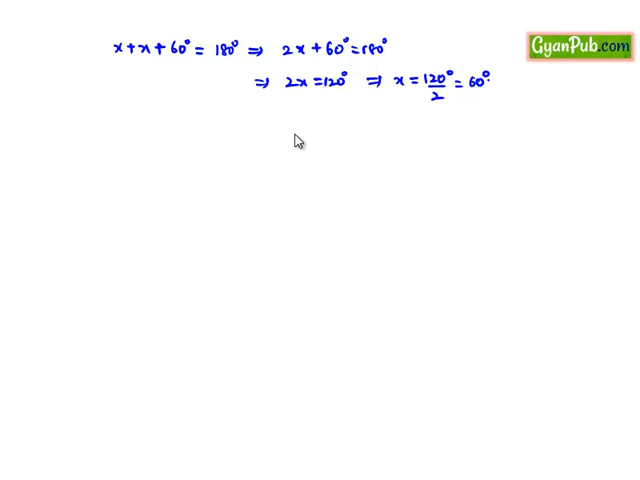 x + x + 60° = 180° ⇒ 2x + 60° = 180°
GyanPub.com
⇒ 2x = 120° ⇒ x = 120°/2 = 60°.